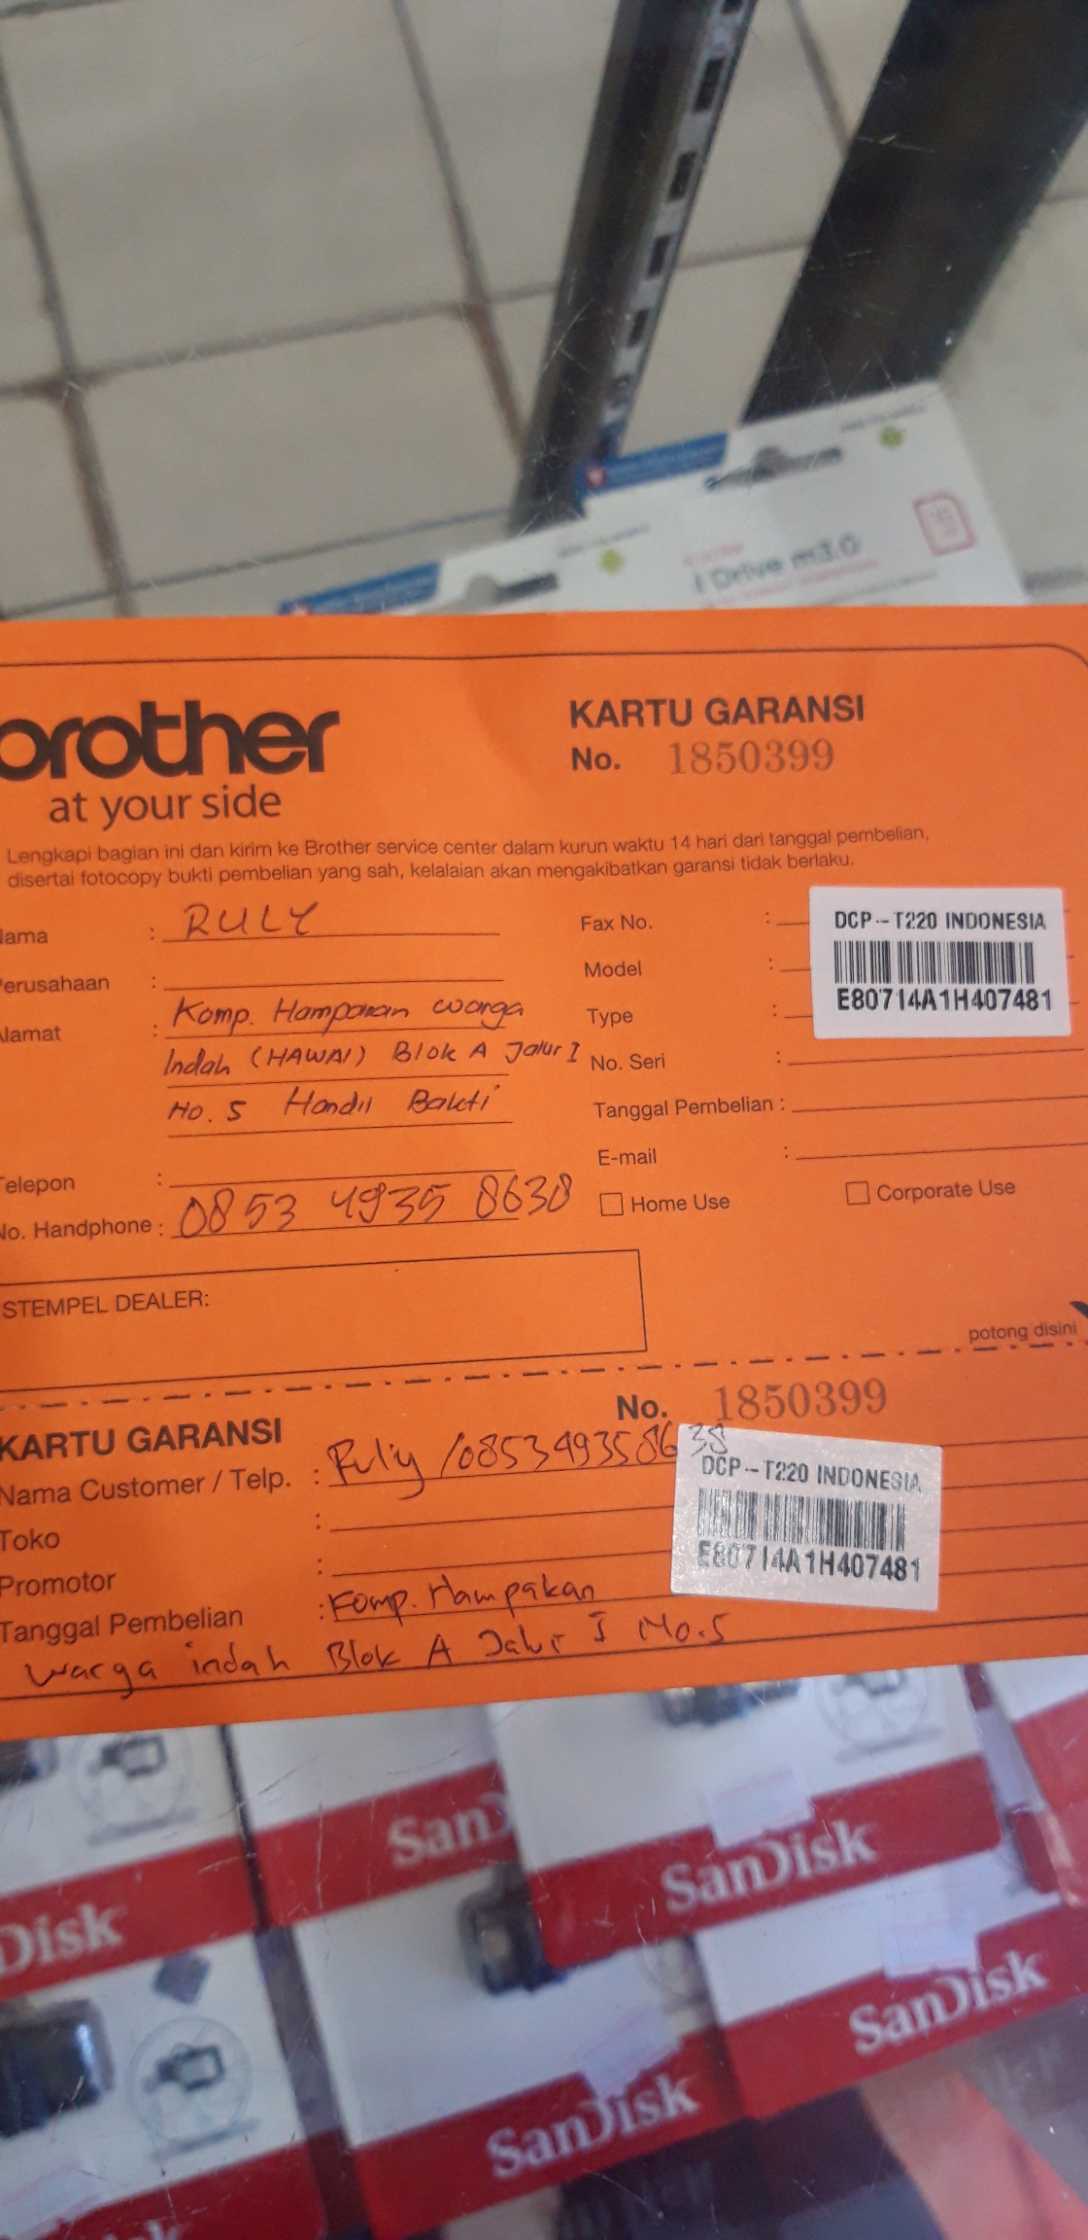 I Drive m3.0
brother
at your side
KARTU GARANSI
No. 1850399
Lengkapi bagian ini dan kirim ke Brother service center dalam kurun waktu 14 hari dari tanggal pembelian,
disertai fotocopy bukti pembelian yang sah, kelalaian akan mengakibatkan garansi tidak berlaku.
Nama : RULY
Perusahaan :
Alamat : Komp. Hamparan warga
Indah (HAWAI) Blok A Jalur I
No. 5 Handil Bakti
Telepon :
No. Handphone : 0853 4935 8638
Fax No. :
Model :
Type :
No. Seri :
Tanggal Pembelian :
E-mail :
Home Use
Corporate Use
DCP-T220 INDONESIA
E80714A1H407481
STEMPEL DEALER:
potong disini
KARTU GARANSI
No. 1850399
Nama Customer / Telp. : Ruly /085349358638
Toko :
Promotor :
Tanggal Pembelian : Komp. Hamparan
warga indah Blok A Jalur I No.5
DCP-T220 INDONESIA
E80714A1H407481
SanDisk
SanDisk
Disk
SanDisk
SanDisk